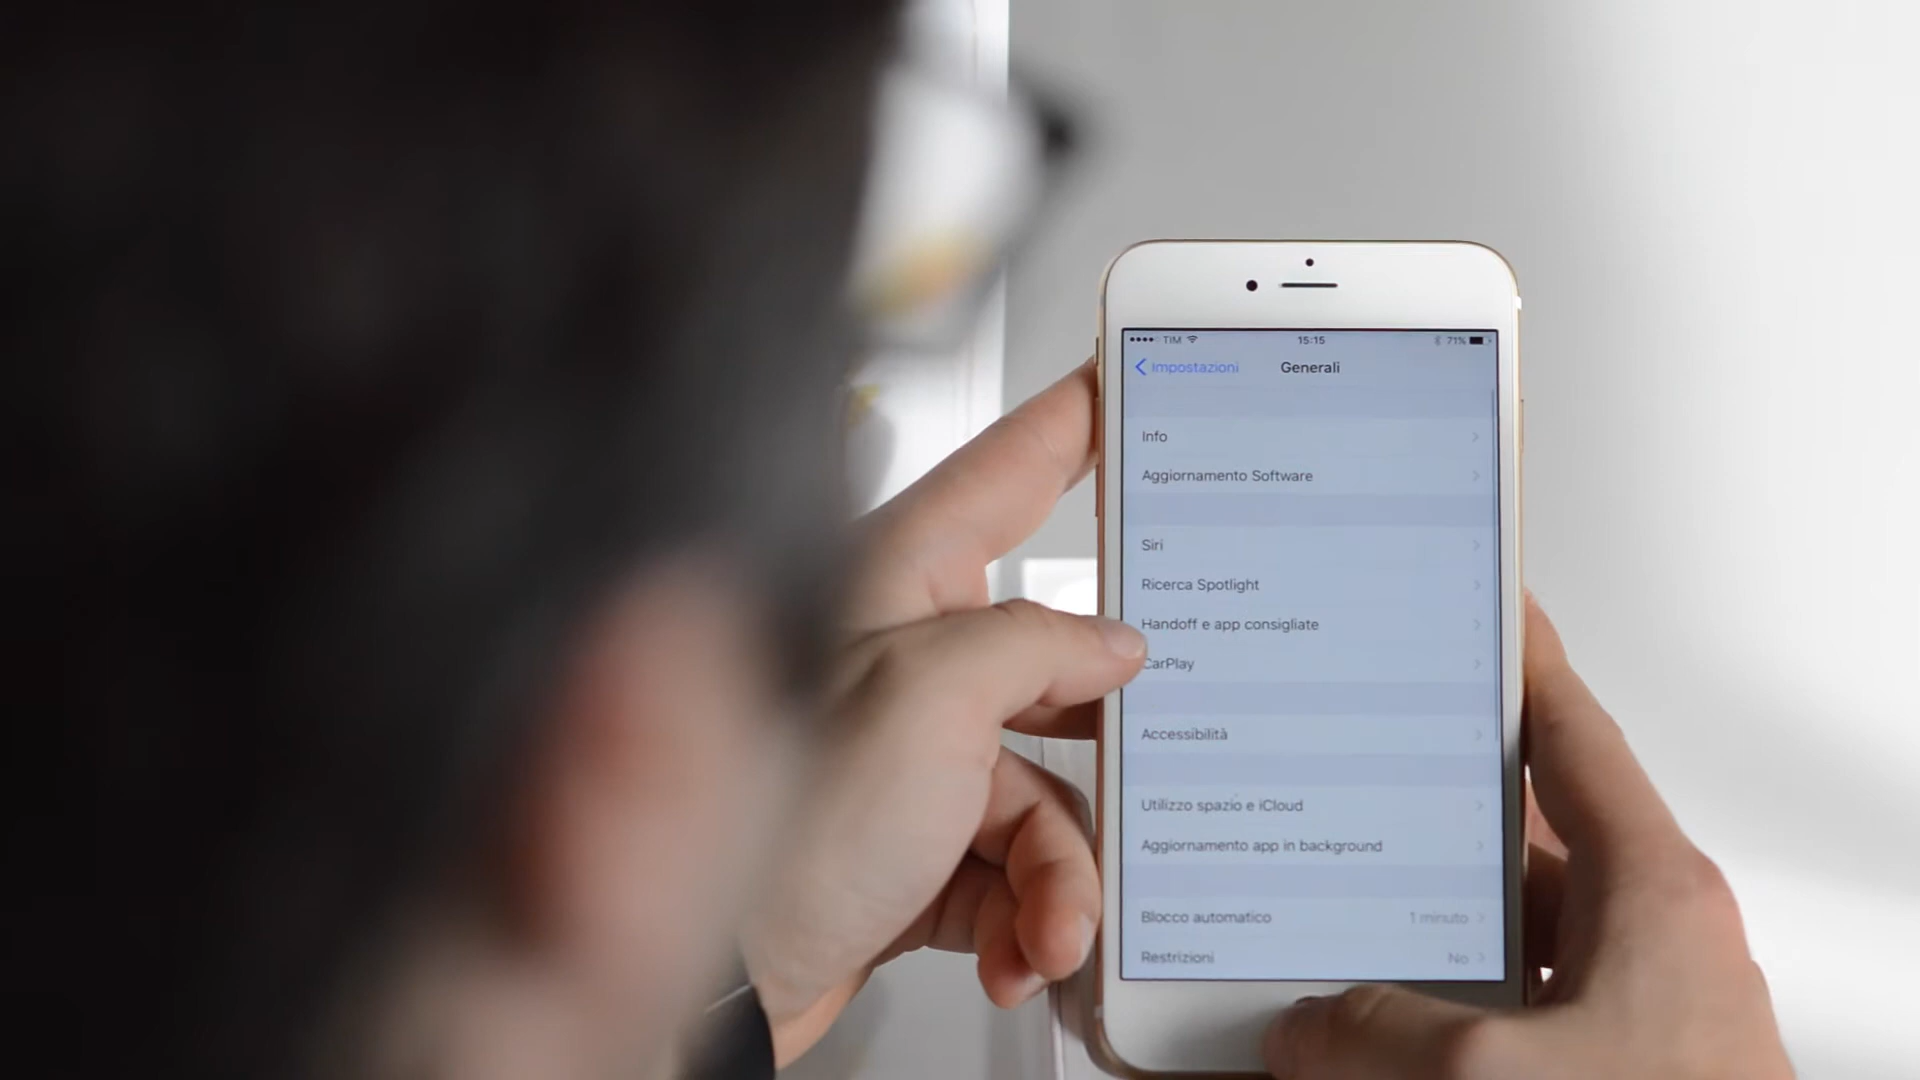 TIM 15:15 71%
Impostazioni Generali
Info
Aggiornamento Software
Siri
Ricerca Spotlight
Handoff e app consigliate
CarPlay
Accessibilità
Utilizzo spazio e iCloud
Aggiornamento app in background
Blocco automatico 1 minuto
Restrizioni No